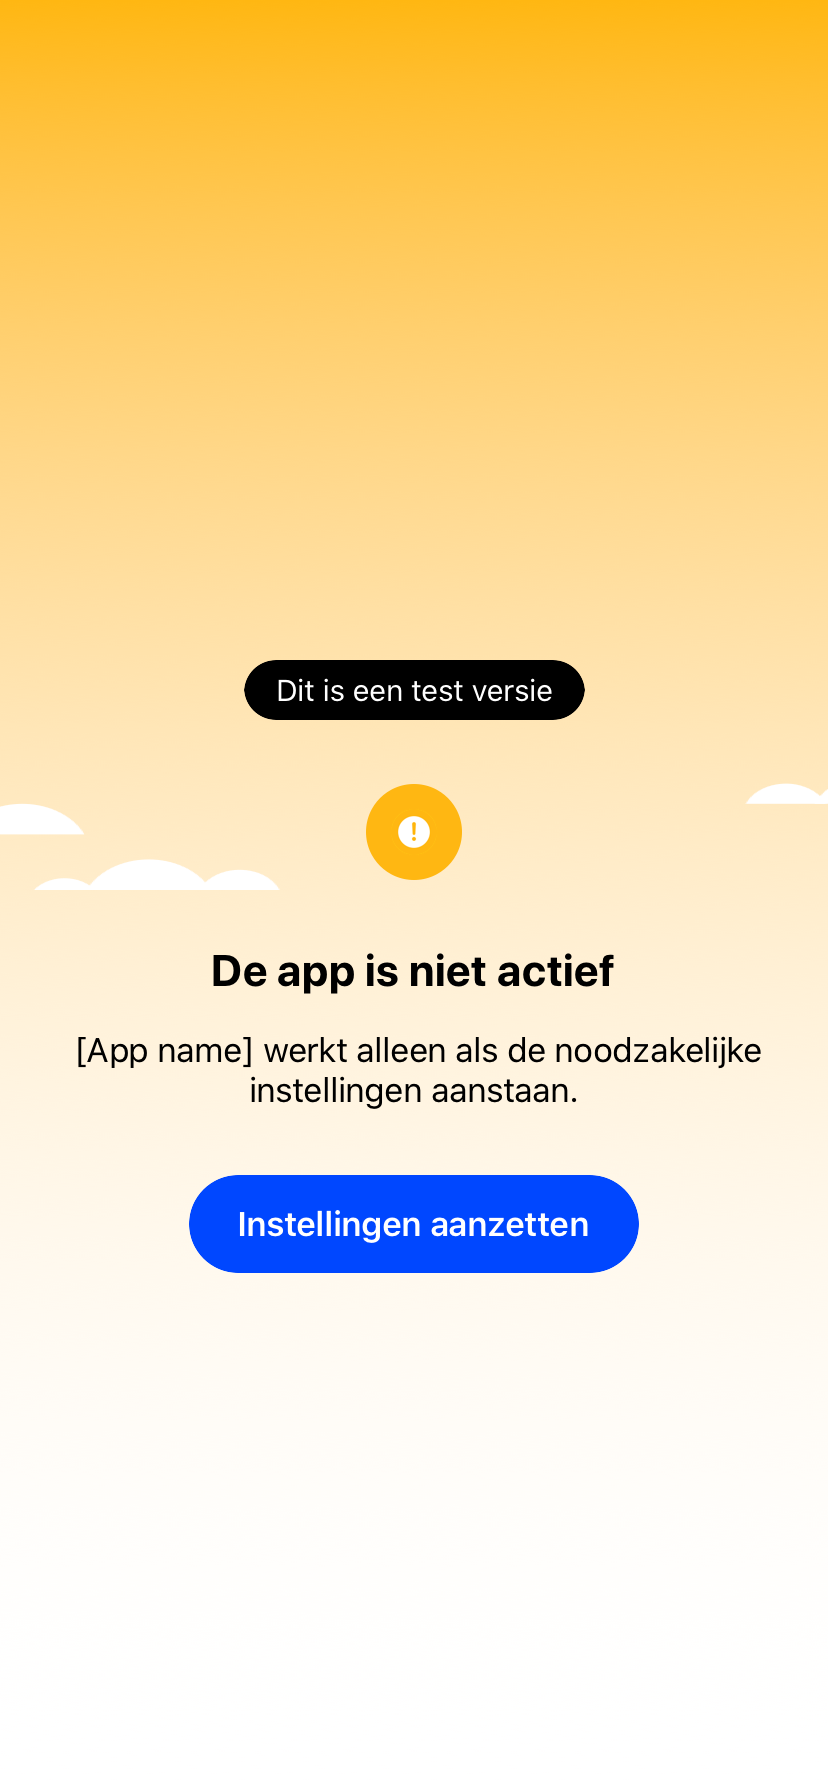 Dit is een test versie
De app is niet actief
[App name] werkt alleen als de noodzakelijke
instellingen aanstaan.
Instellingen aanzetten